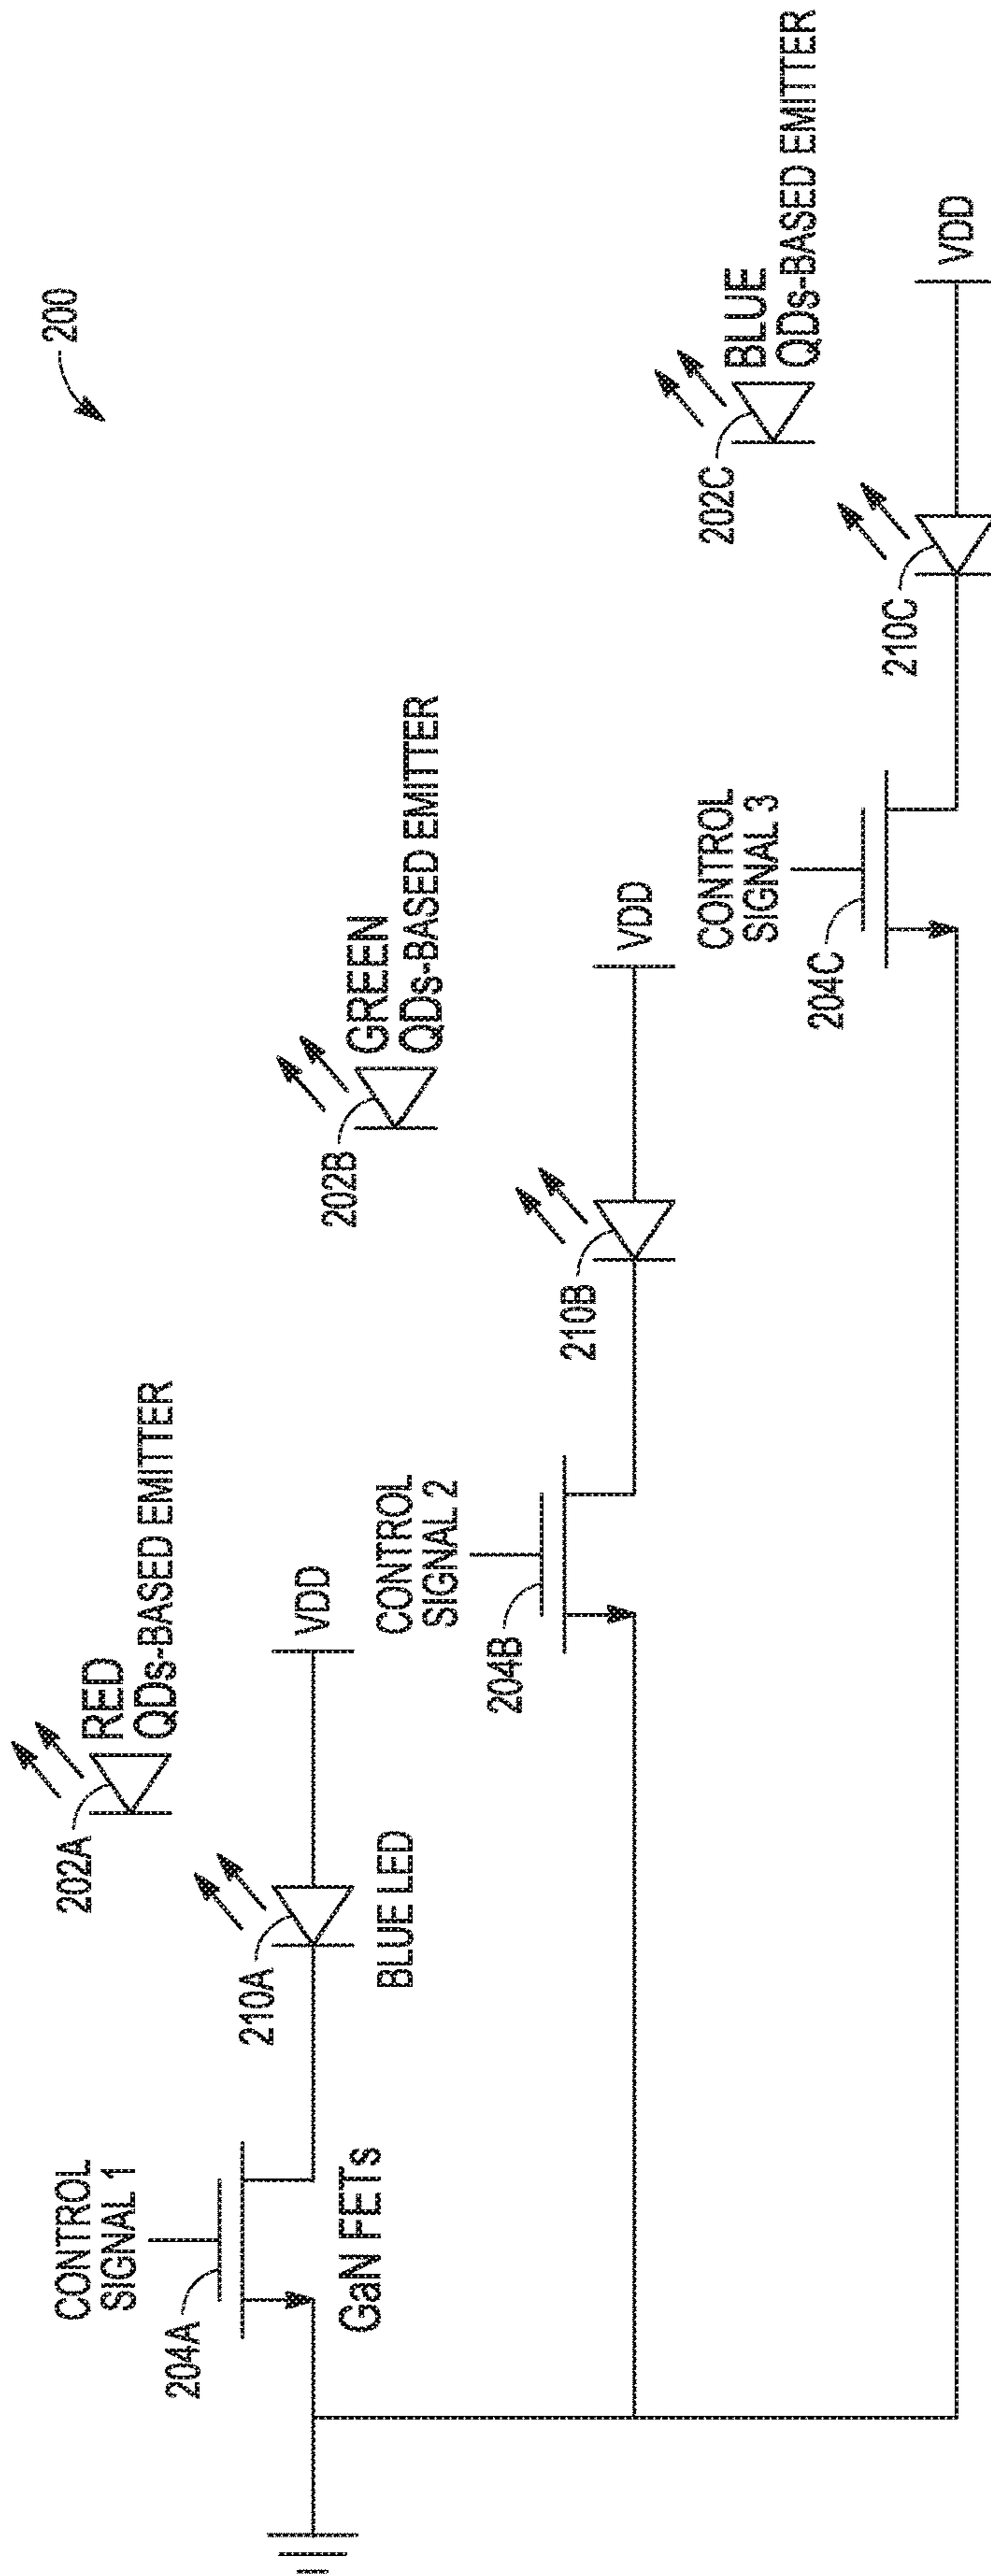 200
CONTROL
SIGNAL 1
204A
GaN FETs
210A
BLUE LED
202A
RED
QDs-BASED EMITTER
VDD
CONTROL
SIGNAL 2
204B
210B
202B
GREEN
QDs-BASED EMITTER
VDD
CONTROL
SIGNAL 3
204C
210C
202C
BLUE
QDs-BASED EMITTER
VDD